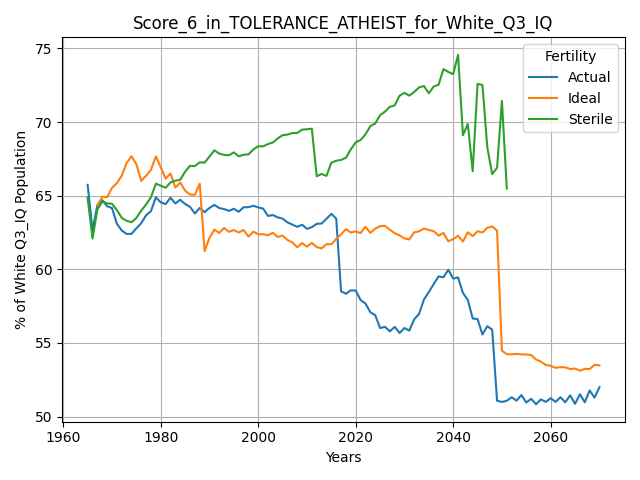 Score_6_in_TOLERANCE_ATHEIST_for_White_Q3_IQ
% of White Q3_IQ Population
75
70
65
60
55
50
Fertility
Actual
Ideal
Sterile
1960
1980
2000
2020
2040
2060
Years